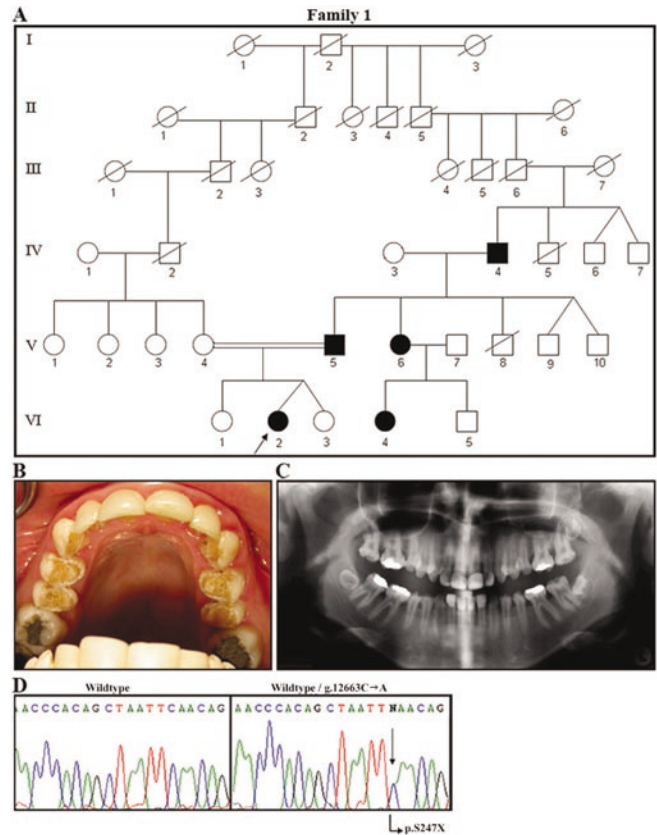 A
Family 1
I
1 2 3
II
1 2 3 4 5 6
III
1 2 3 4 5 6 7
IV
1 2 3 4 5 6 7
V
1 2 3 4 5 6 7 8 9 10
VI
1 2 3 4 5
B
C
D
Wildtype
Wildtype / g.12663C→A
AACCCACAGCTAATTCAACAG
AACCCACAGCTAATTNAACAG
p.S247X